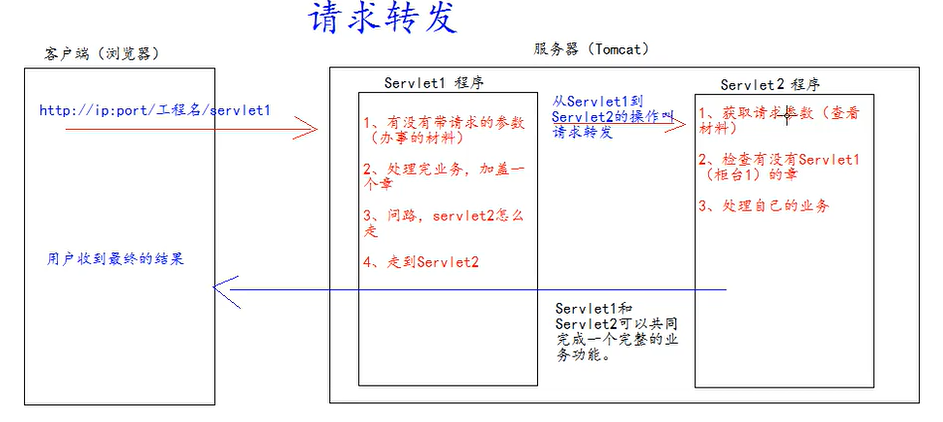 请求转发
客户端（浏览器）
服务器（Tomcat）
http://ip:port/工程名/servlet1
用户收到最终的结果
Servlet1 程序
1、有没有带请求的参数
（办事的材料）
2、处理完业务，加盖一
个章
3、问路，servlet2怎么
走
4、走到Servlet2
从Servlet1到
Servlet2的操作叫
请求转发
Servlet2 程序
1、获取请求参数（查看
材料）
2、检查有没有Servlet1
（柜台1）的章
3、处理自己的业务
Servlet1和
Servlet2可以共同
完成一个完整的业
务功能。